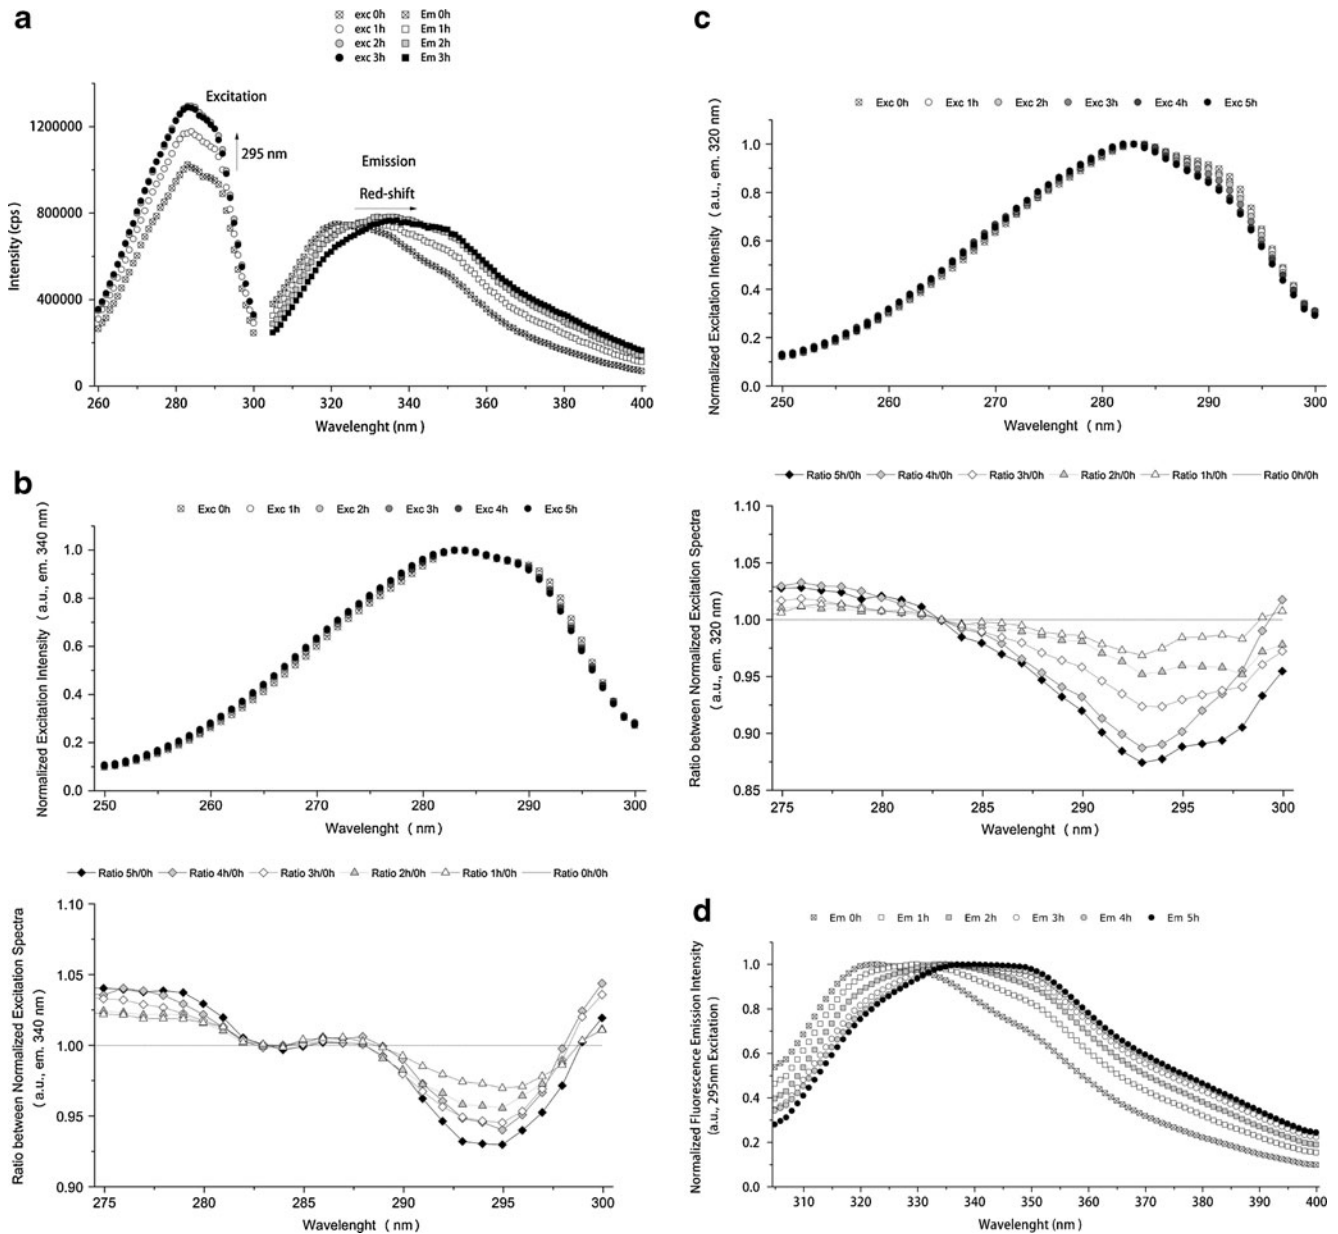 a
exc 0h Em 0h
exc 1h Em 1h
exc 2h Em 2h
exc 3h Em 3h
Excitation
295 nm
Emission
Red-shift
Intensity (cps)
1200000
800000
400000
0
260 280 300 320 340 360 380 400
Wavelenght (nm )
c
Exc 0h Exc 1h Exc 2h Exc 3h Exc 4h Exc 5h
Normalized Excitation Intensity ( a.u., em. 320 nm)
1.0
0.8
0.6
0.4
0.2
0.0
250 260 270 280 290 300
Wavelenght ( nm )
Ratio 5h/0h Ratio 4h/0h Ratio 3h/0h Ratio 2h/0h Ratio 1h/0h Ratio 0h/0h
Ratio between Normalized Excitation Spectra
( a.u., em. 320 nm)
1.10
1.05
1.00
0.95
0.90
0.85
275 280 285 290 295 300
Wavelenght ( nm )
b
Exc 0h Exc 1h Exc 2h Exc 3h Exc 4h Exc 5h
Normalized Excitation Intensity ( a.u., em. 340 nm)
1.0
0.8
0.6
0.4
0.2
0.0
250 260 270 280 290 300
Wavelenght ( nm )
Ratio 5h/0h Ratio 4h/0h Ratio 3h/0h Ratio 2h/0h Ratio 1h/0h Ratio 0h/0h
Ratio between Normalized Excitation Spectra
( a.u., em. 340 nm)
1.10
1.05
1.00
0.95
0.90
275 280 285 290 295 300
Wavelenght ( nm )
d
Em 0h Em 1h Em 2h Em 3h Em 4h Em 5h
Normalized Fluorescence Emission Intensity
(a.u., 295nm Excitation)
1.0
0.8
0.6
0.4
0.2
0.0
310 320 330 340 350 360 370 380 390 400
Wavelenght (nm)